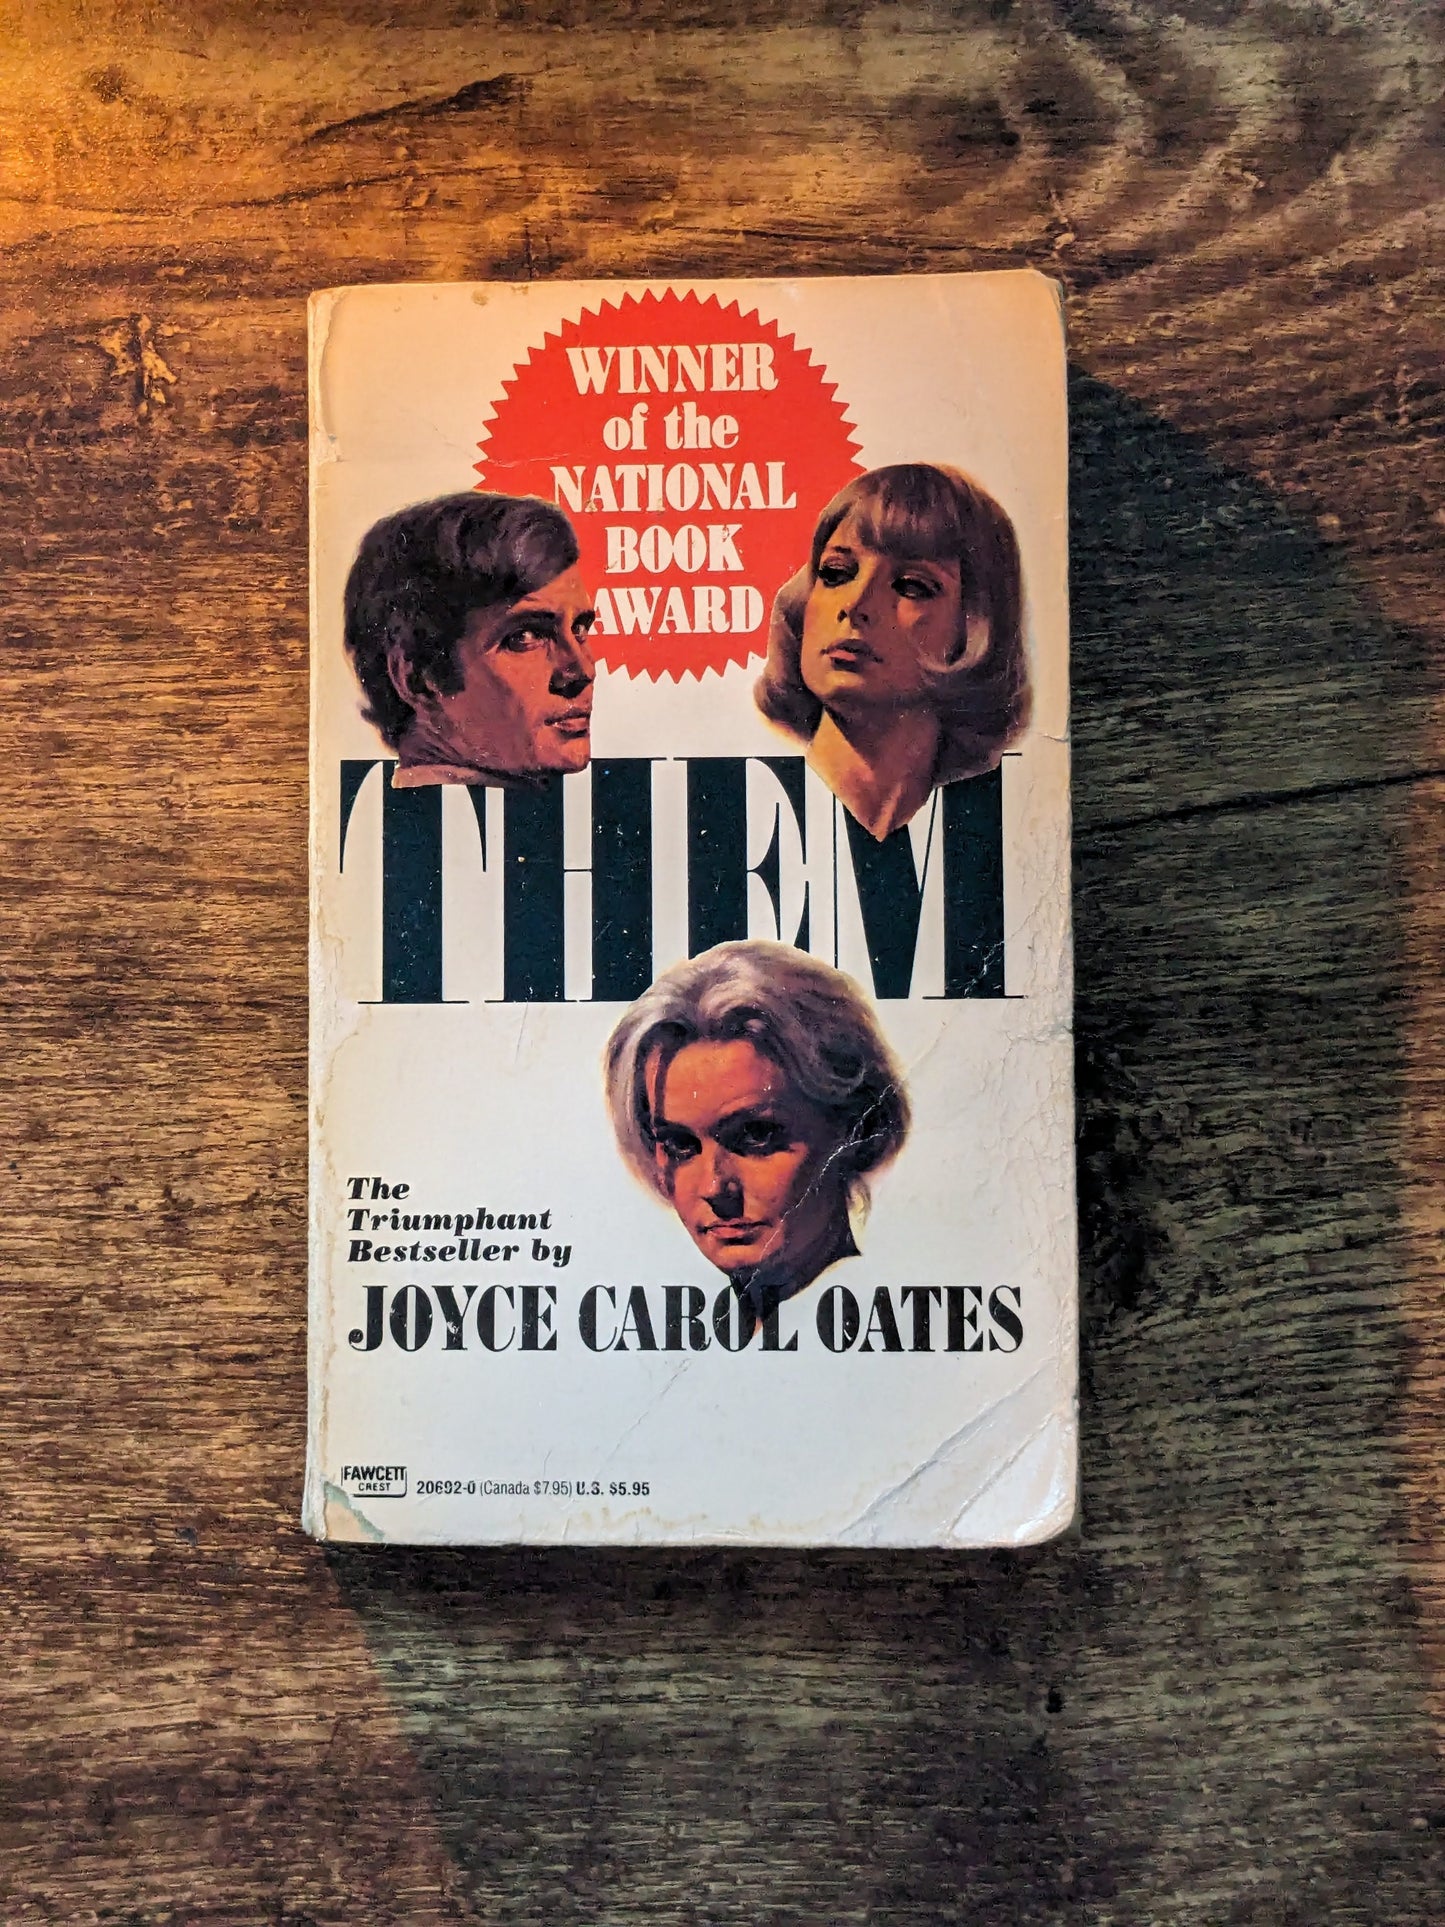 WINNER
of the
NATIONAL
BOOK
AWARD
THEM
The
Triumphant
Bestseller by
JOYCE CAROL OATES
FAWCETT
CREST
20692-0 (Canada $7.95) U.S. $5.95